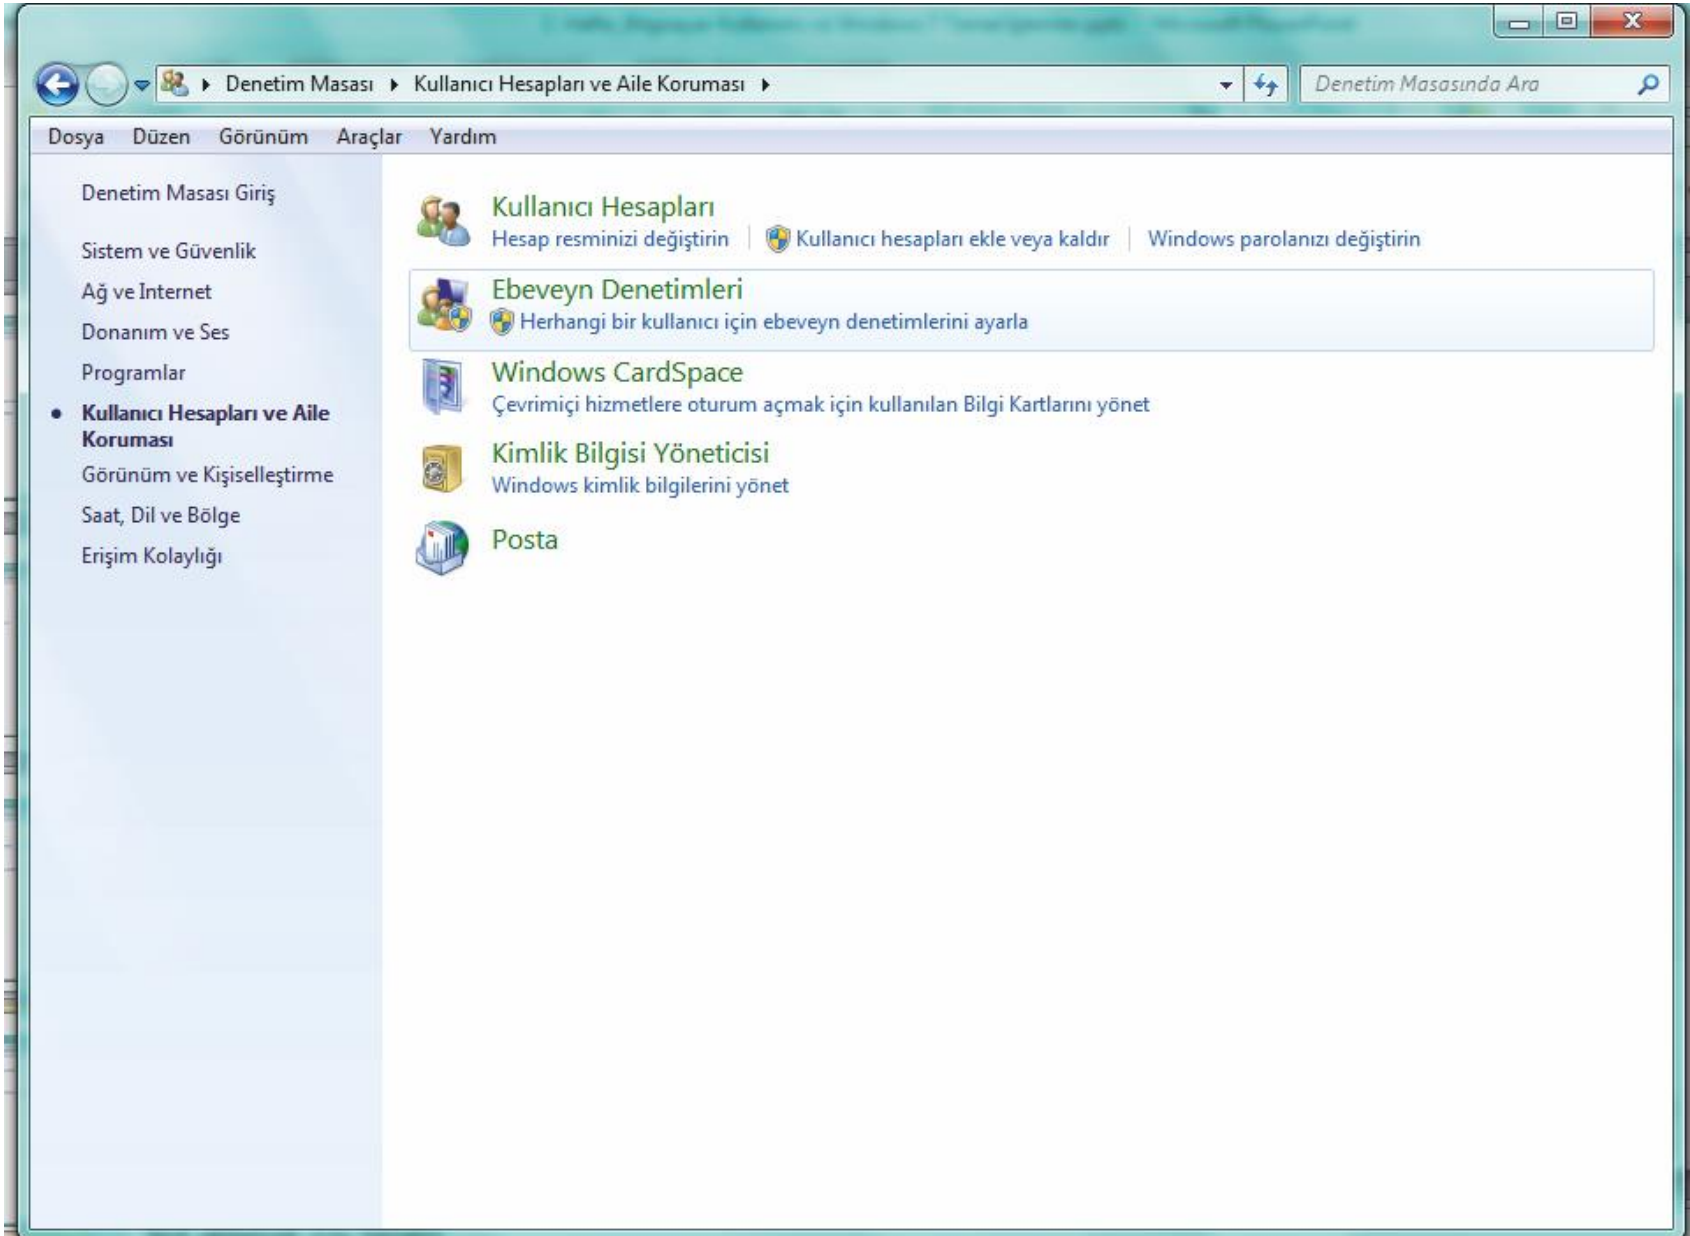 Denetim Masası Kullanıcı Hesapları ve Aile Koruması
Denetim Masasında Ara
Dosya Düzen Görünüm Araçlar Yardım
Denetim Masası Giriş
Sistem ve Güvenlik
Ağ ve Internet
Donanım ve Ses
Programlar
Kullanıcı Hesapları ve Aile
Koruması
Görünüm ve Kişiselleştirme
Saat, Dil ve Bölge
Erişim Kolaylığı
Kullanıcı Hesapları
Hesap resminizi değiştirin Kullanıcı hesapları ekle veya kaldır Windows parolanızı değiştirin
Ebeveyn Denetimleri
Herhangi bir kullanıcı için ebeveyn denetimlerini ayarla
Windows CardSpace
Çevrimiçi hizmetlere oturum açmak için kullanılan Bilgi Kartlarını yönet
Kimlik Bilgisi Yöneticisi
Windows kimlik bilgilerini yönet
Posta